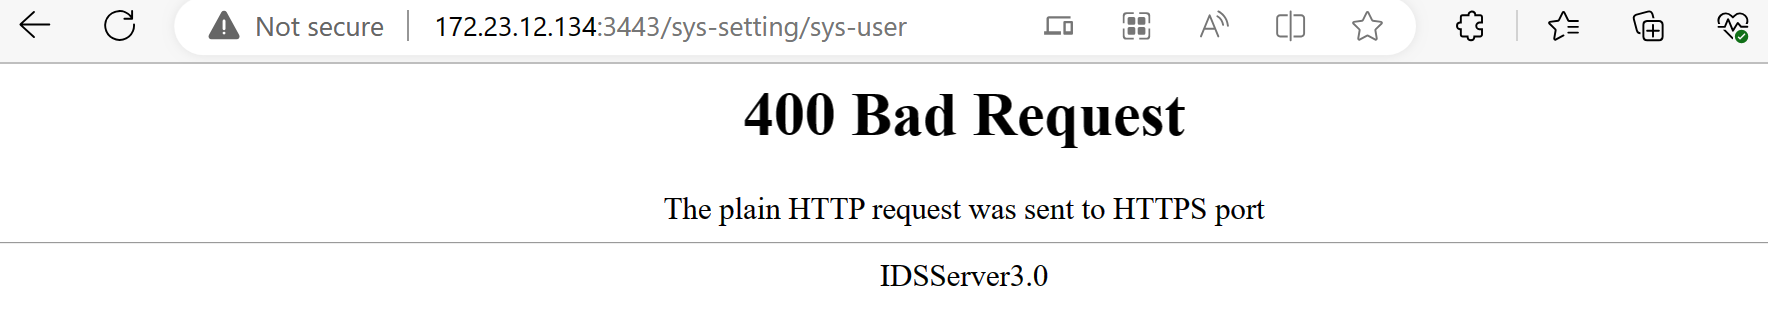 Not secure 172.23.12.134:3443/sys-setting/sys-user
400 Bad Request
The plain HTTP request was sent to HTTPS port
IDSServer3.0